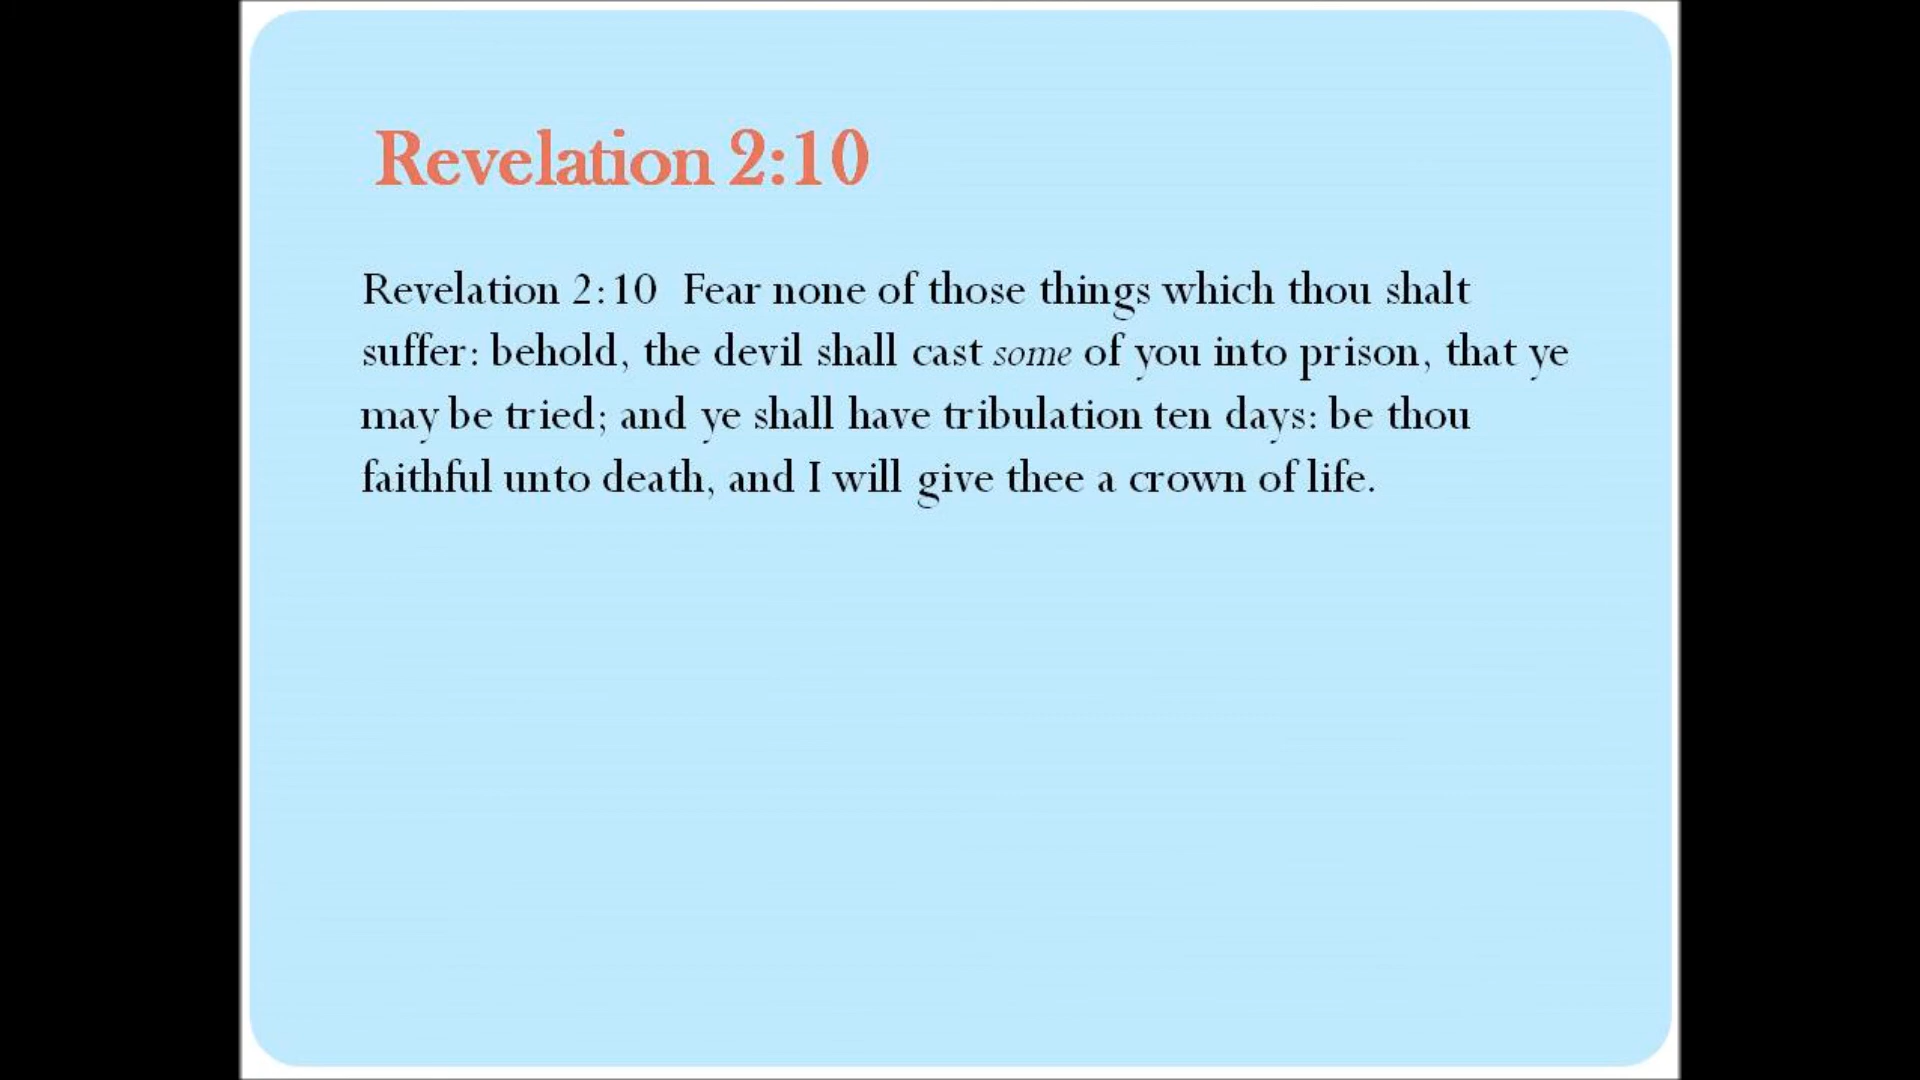 Revelation 2:10
Revelation 2:10  Fear none of those things which thou shalt
suffer: behold, the devil shall cast some of you into prison, that ye
may be tried; and ye shall have tribulation ten days: be thou
faithful unto death, and I will give thee a crown of life.